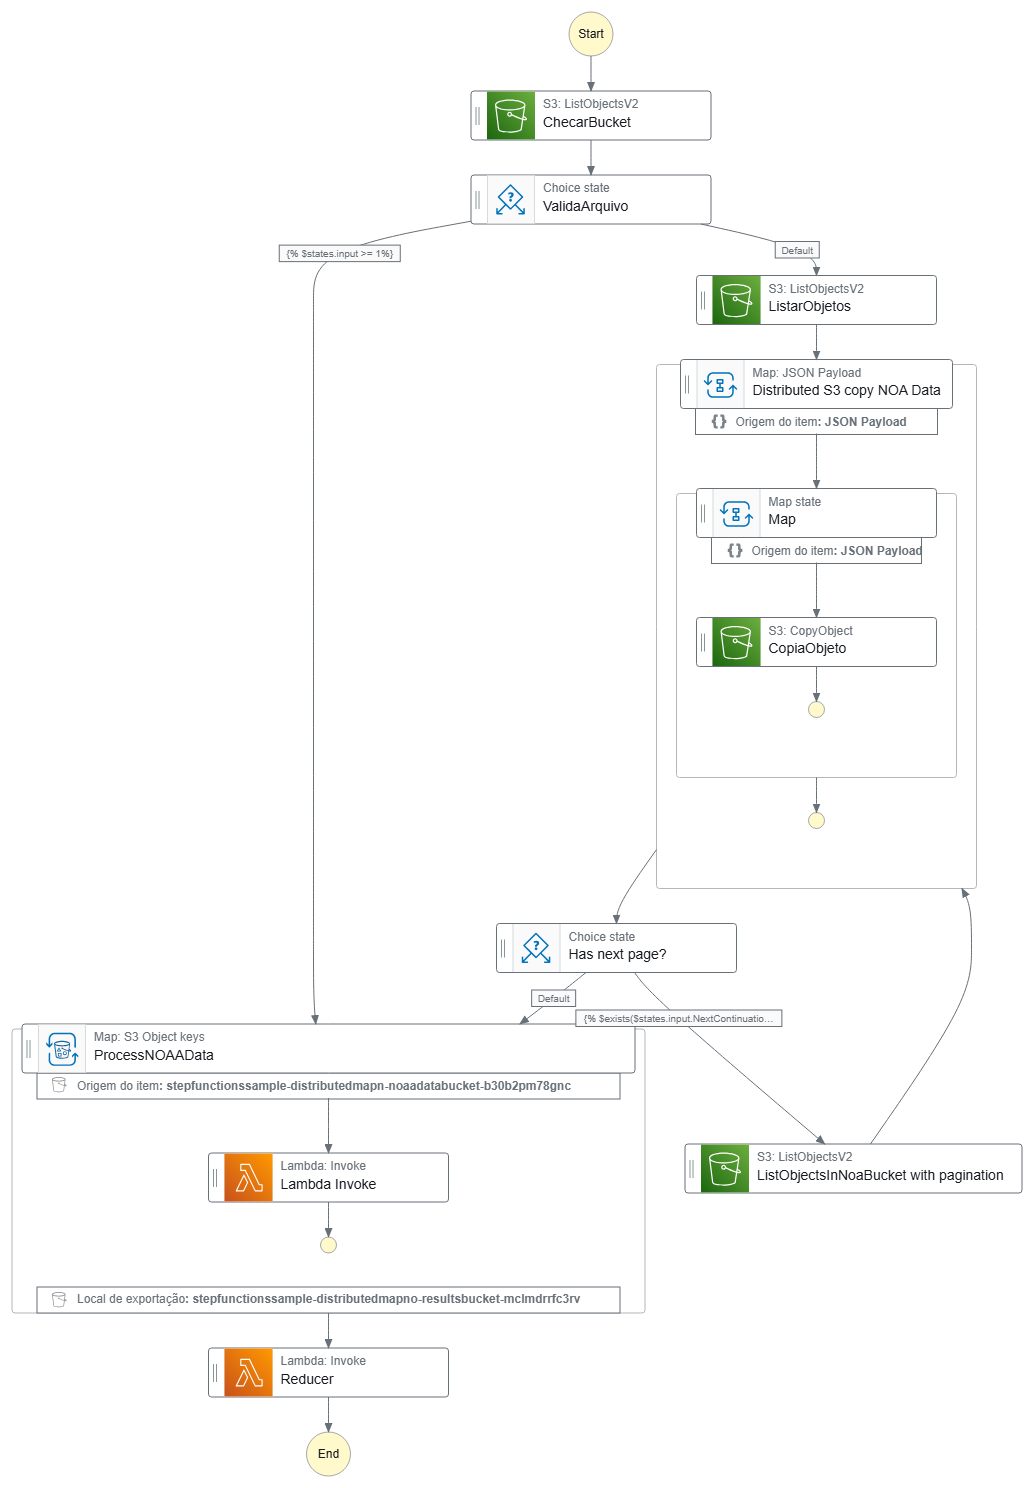 Start
S3: ListObjectsV2
ChecarBucket
Choice state
ValidaArquivo
{% $states.input >= 1%}
Default
S3: ListObjectsV2
ListarObjetos
Map: JSON Payload
Distributed S3 copy NOA Data
Origem do item: JSON Payload
Map state
Map
Origem do item: JSON Payload
S3: CopyObject
CopiaObjeto
Choice state
Has next page?
Default
{% $exists($states.input.NextContinuatio...
Map: S3 Object keys
ProcessNOAAData
Origem do item: stepfunctionssample-distributedmapn-noaadatabucket-b30b2pm78gnc
Lambda: Invoke
Lambda Invoke
S3: ListObjectsV2
ListObjectsInNoaBucket with pagination
Local de exportação: stepfunctionssample-distributedmapno-resultsbucket-mclmdrrfc3rv
Lambda: Invoke
Reducer
End